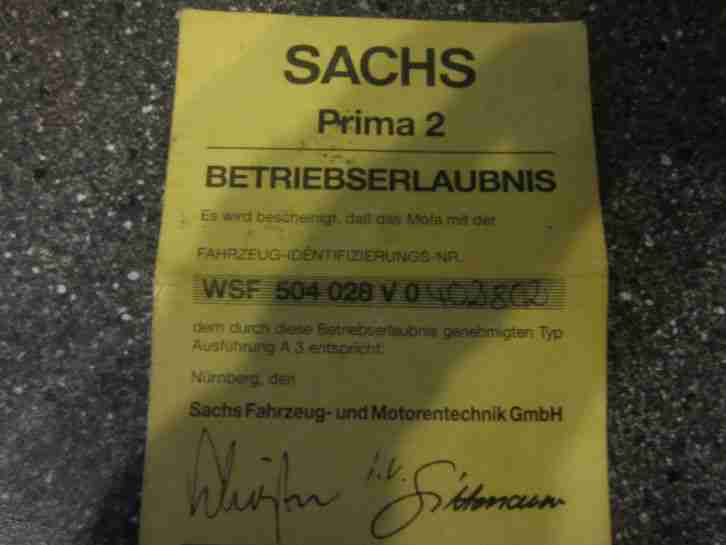 SACHS
Prima 2
BETRIEBSERLAUBNIS
Es wird bescheinigt, daß das Mofa mit der
FAHRZEUG-IDENTIFIZIERUNGS-NR.
WSF 504 028 V 0 402802
dem durch diese Betriebserlaubnis genehmigten Typ
Ausführung A 3 entspricht.
Nürnberg, den
Sachs Fahrzeug- und Motorentechnik GmbH
i.V.